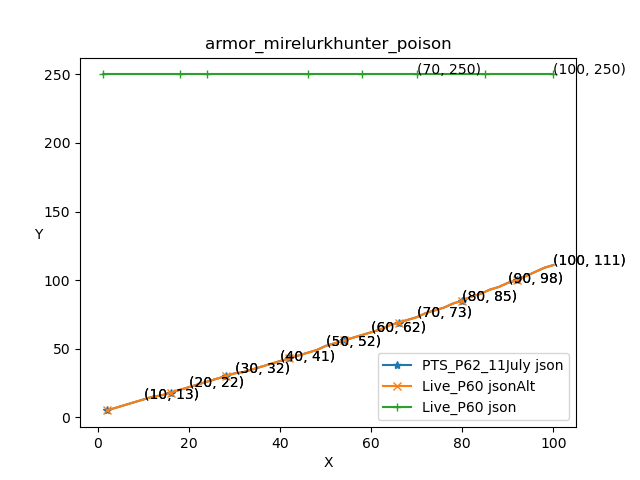 armor_mirelurkhunter_poison
250
200
150
100
50
0
Y
(70, 250)
(100, 250)
(100, 111)
(90, 98)
(80, 85)
(70, 73)
(60, 62)
(50, 52)
(40, 41)
(30, 32)
(20, 22)
(10, 13)
PTS_P62_11July json
Live_P60 jsonAlt
Live_P60 json
0 20 40 60 80 100
X